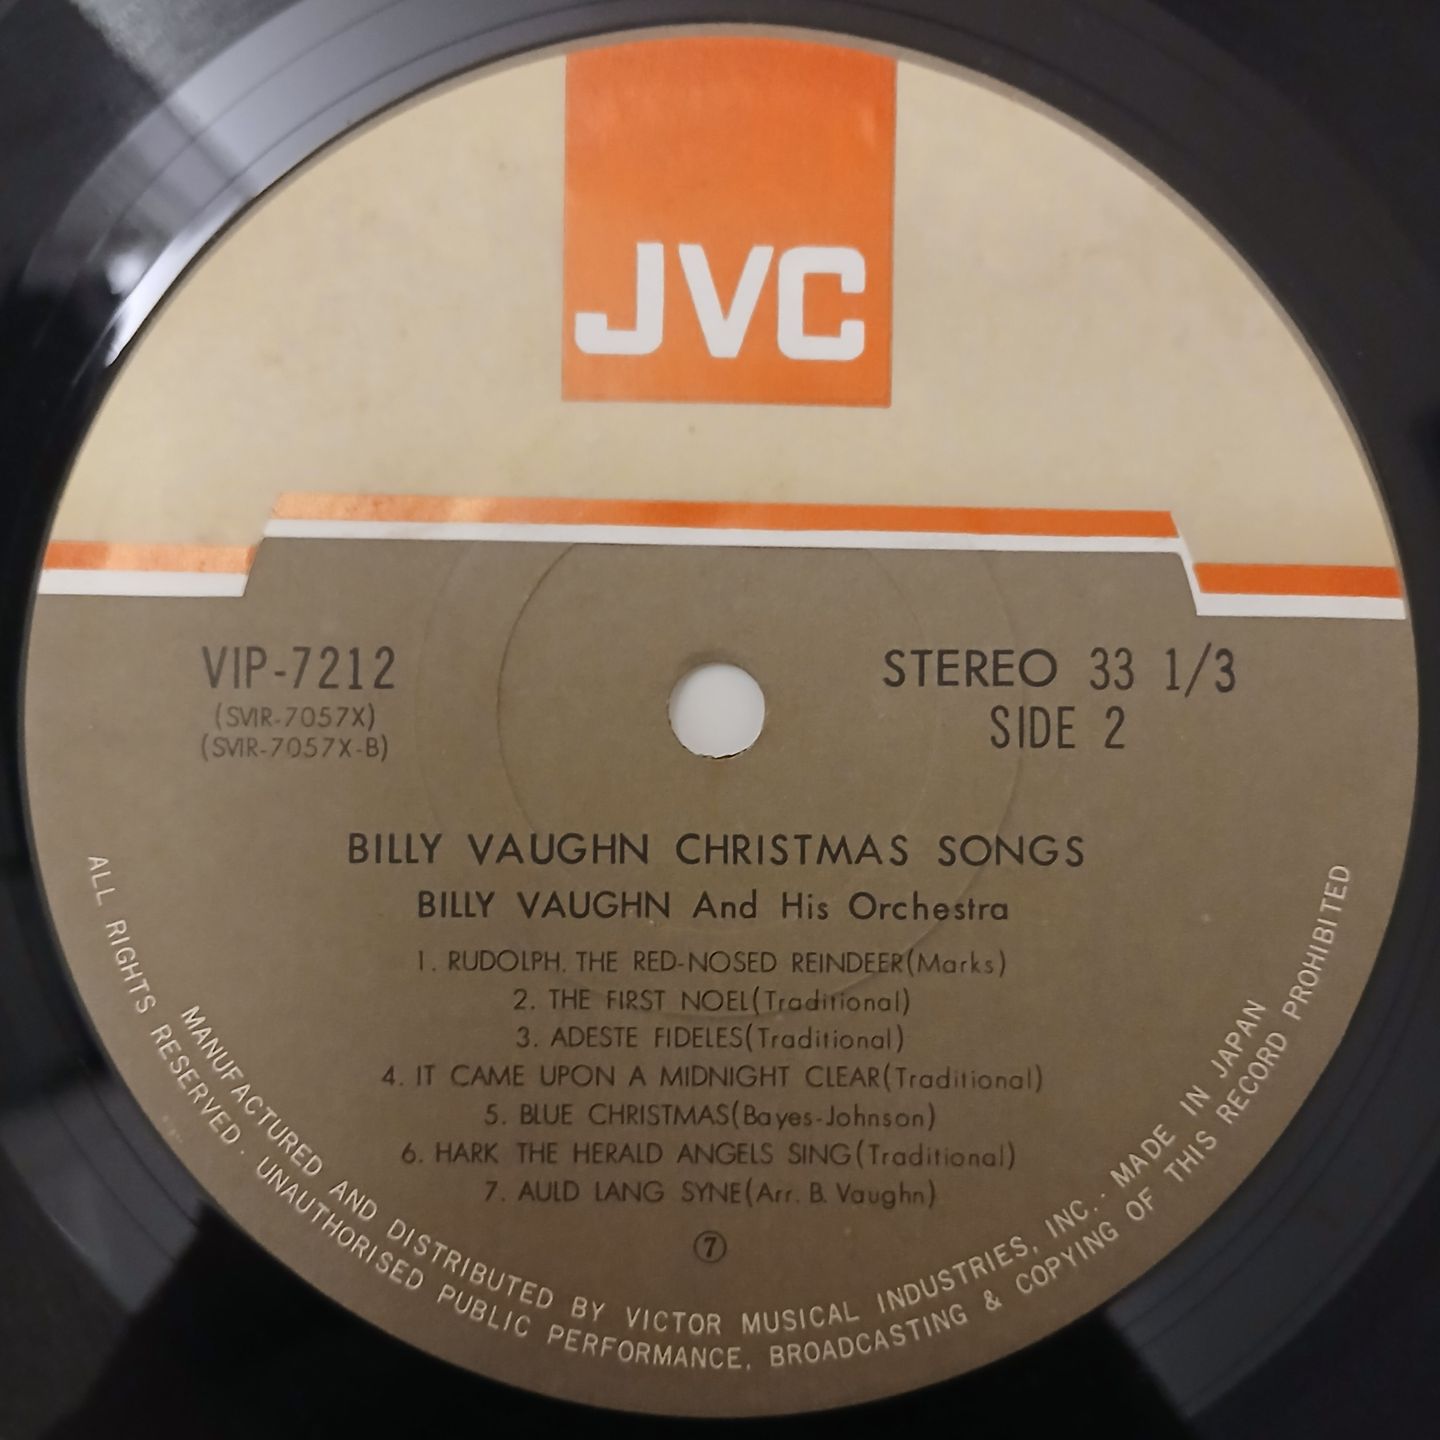 JVC
VIP-7212
(SVIR-7057X)
(SVIR-7057X-B)
STEREO 33 1/3
SIDE 2
BILLY VAUGHN CHRISTMAS SONGS
BILLY VAUGHN And His Orchestra
1. RUDOLPH, THE RED-NOSED REINDEER(Marks)
2. THE FIRST NOEL(Traditional)
3. ADESTE FIDELES(Traditional)
4. IT CAME UPON A MIDNIGHT CLEAR(Traditional)
5. BLUE CHRISTMAS(Bayes-Johnson)
6. HARK THE HERALD ANGELS SING(Traditional)
7. AULD LANG SYNE(Arr. B. Vaughn)
⑦
MANUFACTURED AND DISTRIBUTED BY VICTOR MUSICAL INDUSTRIES, INC.. MADE IN JAPAN
ALL RIGHTS RESERVED. UNAUTHORISED PUBLIC PERFORMANCE, BROADCASTING & COPYING OF THIS RECORD PROHIBITED